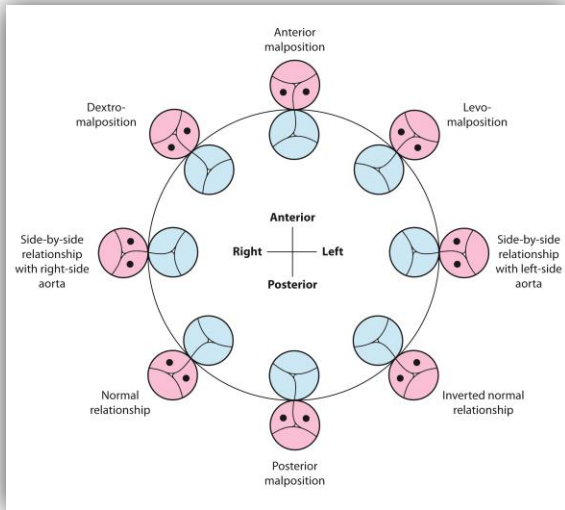 Anterior
malposition
Dextro-
malposition
Levo-
malposition
Anterior
Right
Left
Posterior
Side-by-side
relationship
with right-side
aorta
Side-by-side
relationship
with left-side
aorta
Normal
relationship
Inverted normal
relationship
Posterior
malposition